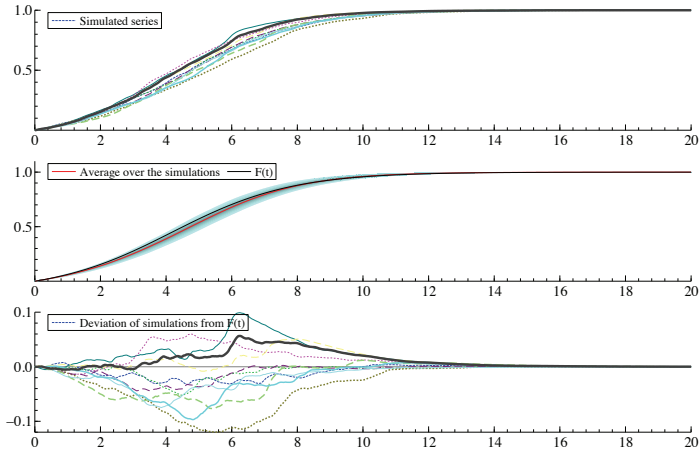 1.0
Simulated series
0.5
0 2 4 6 8 10 12 14 16 18 20
1.0
Average over the simulations F(t)
0.5
0 2 4 6 8 10 12 14 16 18 20
0.1
Deviation of simulations from F(t)
0.0
−0.1
0 2 4 6 8 10 12 14 16 18 20